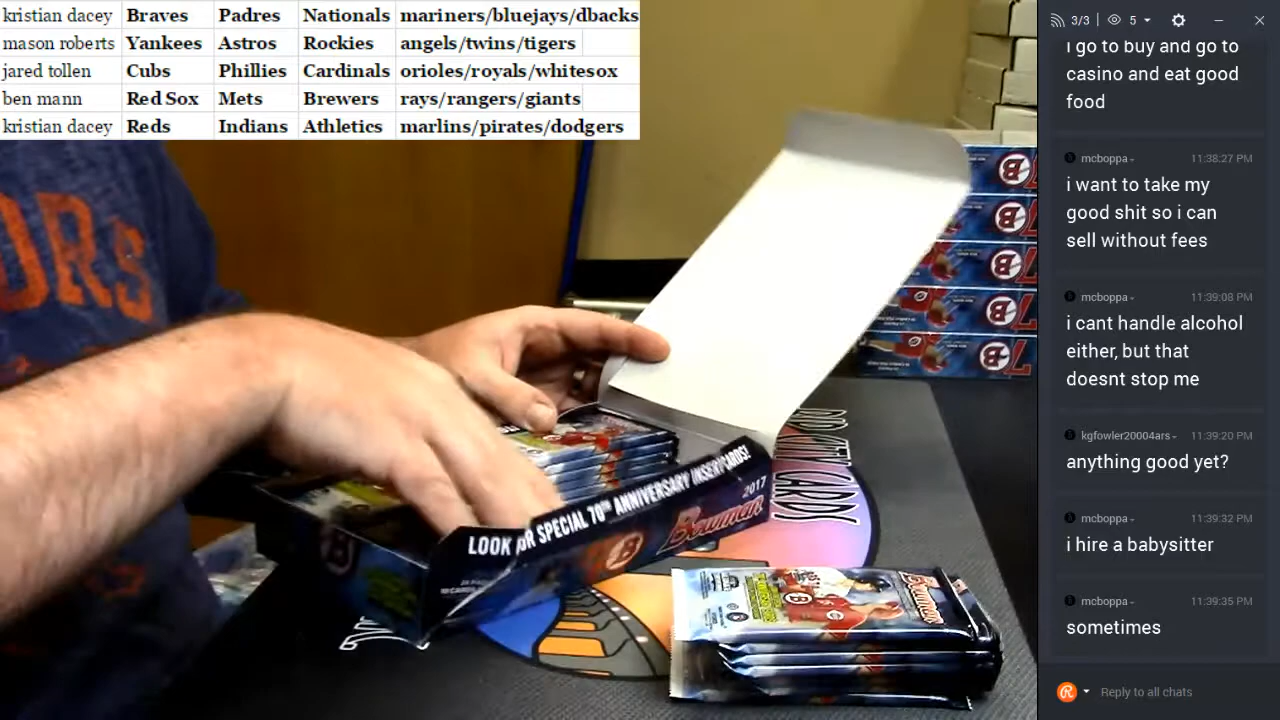 kristian dacey Braves Padres Nationals mariners/bluejays/dbacks
mason roberts Yankees Astros Rockies angels/twins/tigers
jared tollen Cubs Phillies Cardinals orioles/royals/whitesox
ben mann Red Sox Mets Brewers rays/rangers/giants
kristian dacey Reds Indians Athletics marlins/pirates/dodgers
ORS
LOOK FOR SPECIAL 70TH ANNIVERSARY INSERT CARDS!
2017
Bowman
B
Bowman
CARDS
3/3
5
i go to buy and go to
casino and eat good
food
mcboppa 11:38:27 PM
i want to take my
good shit so i can
sell without fees
mcboppa 11:39:08 PM
i cant handle alcohol
either, but that
doesnt stop me
kgfowler20004ars 11:39:20 PM
anything good yet?
mcboppa 11:39:32 PM
i hire a babysitter
mcboppa 11:39:35 PM
sometimes
Reply to all chats